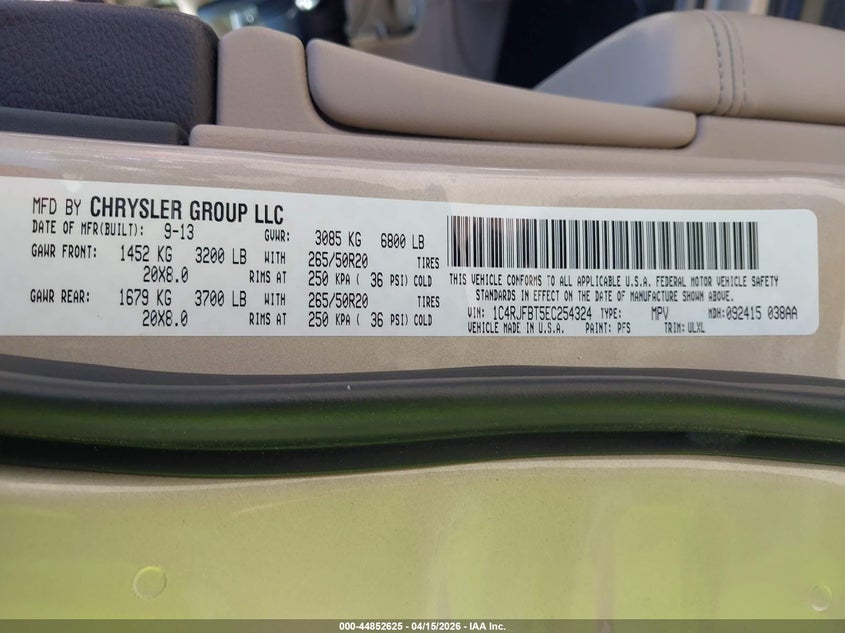 MFD BY CHRYSLER GROUP LLC
DATE OF MFR(BUILT): 9-13 GVWR: 3085 KG 6800 LB
GAWR FRONT: 1452 KG 3200 LB WITH 265/50R20 TIRES
20X8.0 RIMS AT 250 KPA ( 36 PSI) COLD
GAWR REAR: 1679 KG 3700 LB WITH 265/50R20 TIRES
20X8.0 RIMS AT 250 KPA ( 36 PSI) COLD
THIS VEHICLE CONFORMS TO ALL APPLICABLE U.S.A. FEDERAL MOTOR VEHICLE SAFETY
STANDARDS IN EFFECT ON THE DATE OF MANUFACTURE SHOWN ABOVE.
VIN: 1C4RJFBT5EC254324 TYPE: MPV MDH: 092415 038AA
VEHICLE MADE IN U.S.A. PAINT: PFS TRIM: ULXL
000-44852625 - 04/15/2026 - IAA Inc.